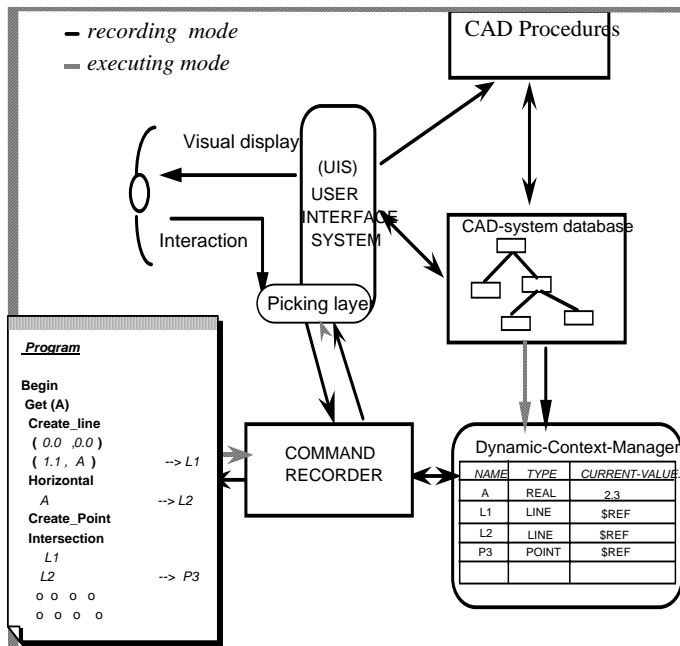 recording mode
executing mode
CAD Procedures
Visual display
(UIS)
USER
INTERFACE
SYSTEM
Interaction
CAD-system database
Picking layer
Program
Begin
Get (A)
Create_line
( 0.0 ,0.0 )
( 1.1 , A ) --> L1
Horizontal
A --> L2
Create_Point
Intersection
L1
L2 --> P3
o o o o
o o o o
COMMAND
RECORDER
Dynamic-Context-Manager
NAME TYPE CURRENT-VALUE
A REAL 2.3
L1 LINE $REF
L2 LINE $REF
P3 POINT $REF